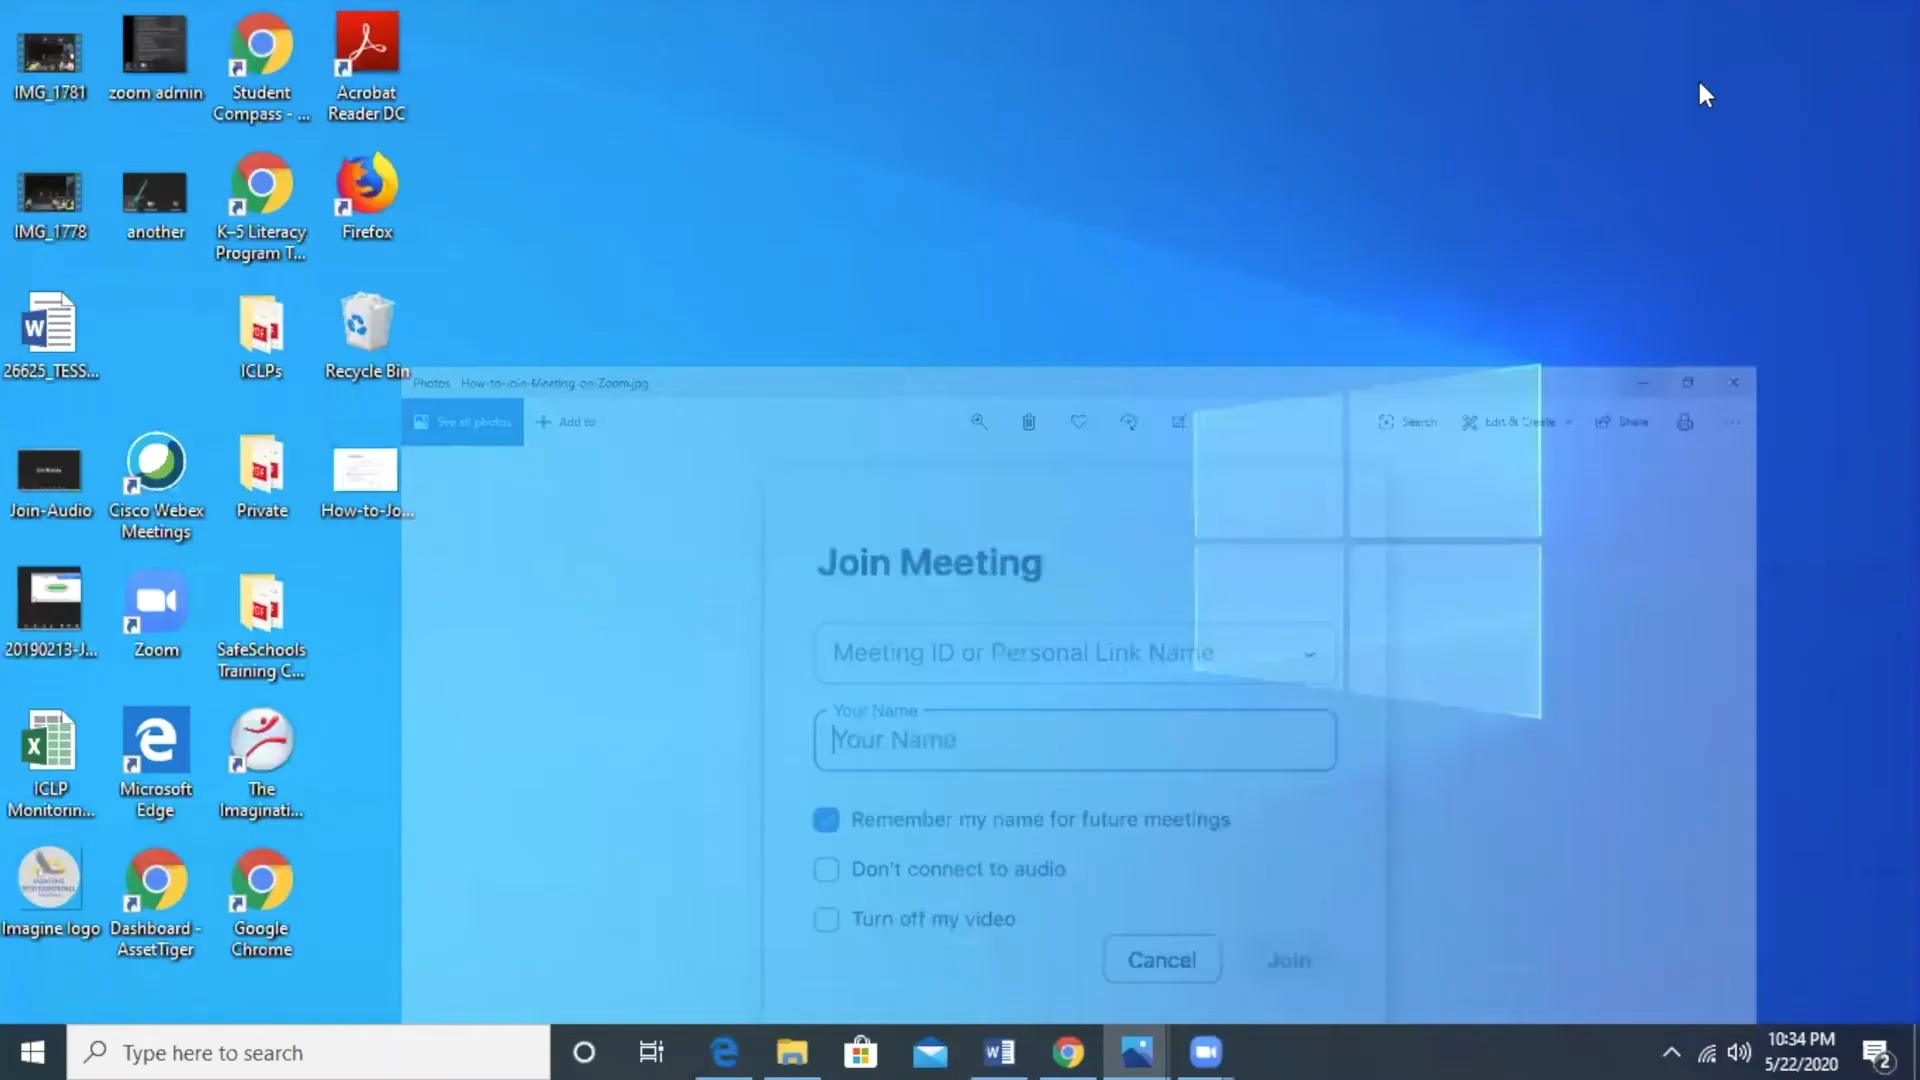 IMG_1781
zoom admin
Student
Compass - ...
Acrobat
Reader DC
IMG_1778
another
K–5 Literacy
Program T...
Firefox
26625_TESS...
ICLPs
Recycle Bin
Join-Audio
Cisco Webex
Meetings
Private
How-to-Jo...
20190213-J...
Zoom
SafeSchools
Training C...
ICLP
Monitorin...
Microsoft
Edge
The
Imaginati...
Imagine logo
Dashboard -
AssetTiger
Google
Chrome
Photos How-to-Join-Meeting-on-Zoom.jpg
See all photos
Add to
Search
Edit & Create
Share
Join Meeting
Meeting ID or Personal Link Name
Your Name
Your Name
Remember my name for future meetings
Don't connect to audio
Turn off my video
Cancel
Join
Type here to search
10:34 PM
5/22/2020
2